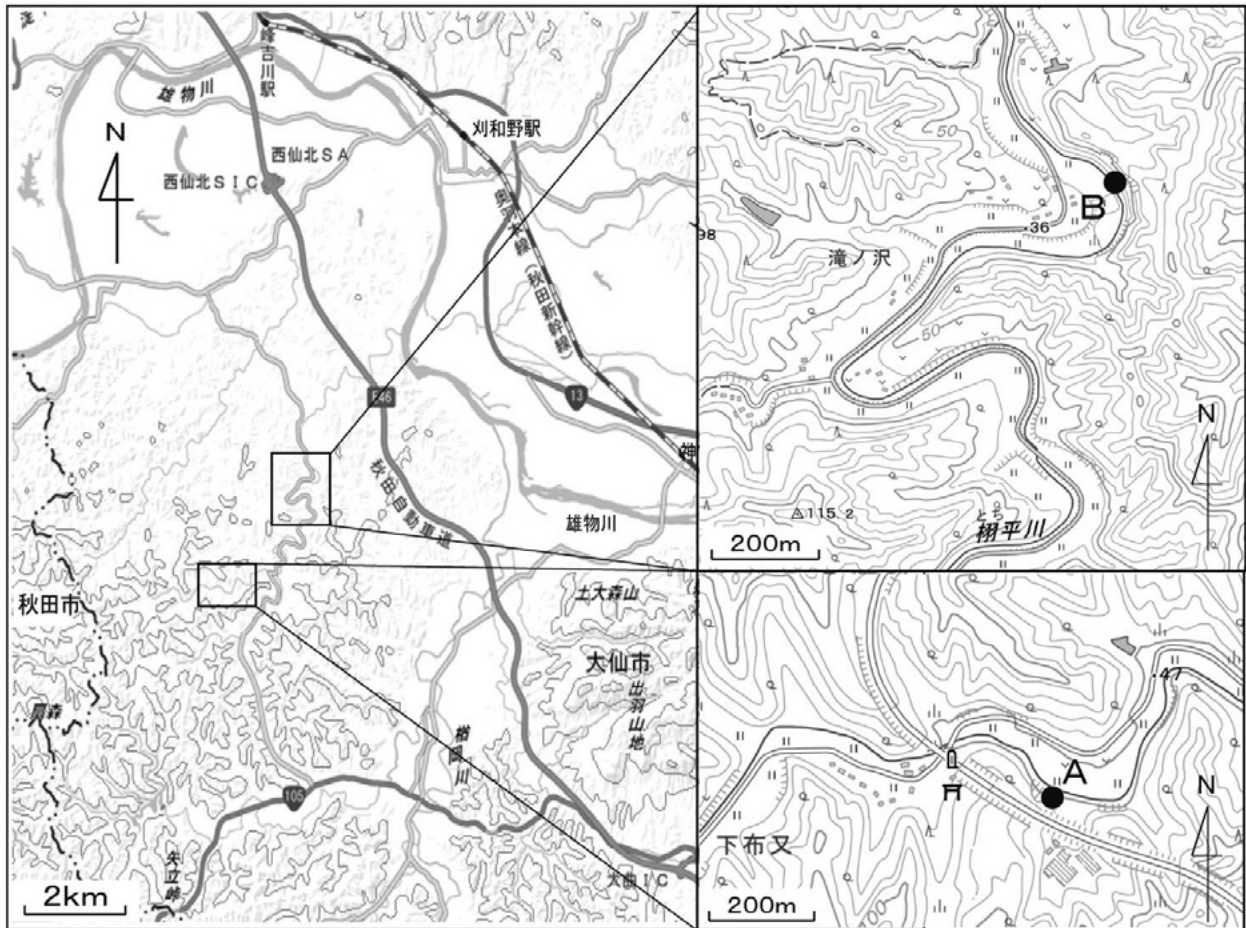 峰吉川駅
雄物川
N
刈和野駅
西仙北SA
西仙北SIC
奥羽本線(秋田新幹線)
E46
13
神
秋田自動車道
雄物川
秋田市
土大森山
大仙市
出羽山地
楢岡川
105
矢立峠
大曲IC
2km
50
B
・36
98
滝ノ沢
50
N
115.2
とち
栩平川
200m
・47
A
N
下布又
200m